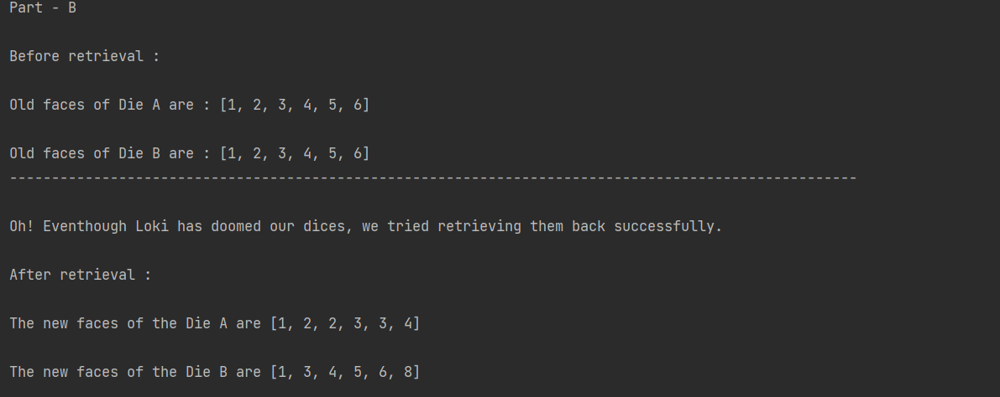 Part - B
Before retrieval :
Old faces of Die A are : [1, 2, 3, 4, 5, 6]
Old faces of Die B are : [1, 2, 3, 4, 5, 6]
-----------------------------------------------------------------------------------------------------
Oh! Eventhough Loki has doomed our dices, we tried retrieving them back successfully.
After retrieval :
The new faces of the Die A are [1, 2, 2, 3, 3, 4]
The new faces of the Die B are [1, 3, 4, 5, 6, 8]